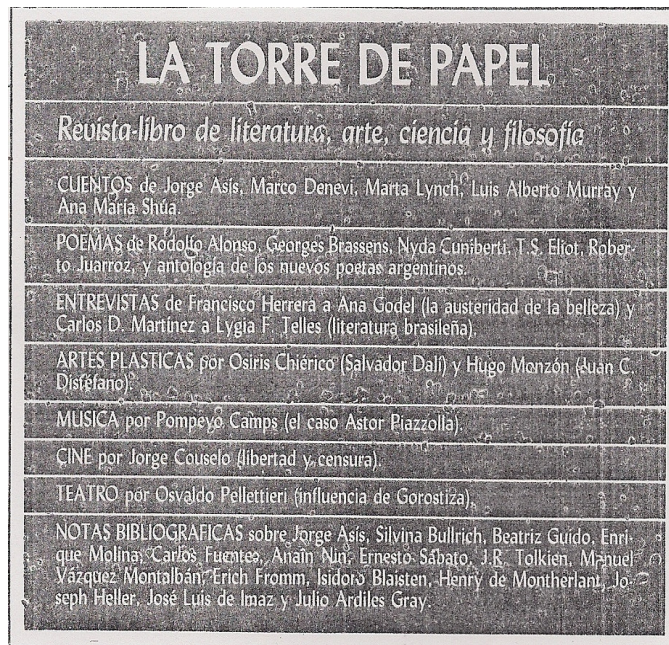 LA TORRE DE PAPEL
Revista-libro de literatura, arte, ciencia y filosofía
CUENTOS de Jorge Asís, Marco Denevi, Marta Lynch, Luis Alberto Murray y
Ana María Shúa.
POEMAS de Rodolfo Alonso, Georges Brassens, Nyda Cuniberti, T.S. Eliot, Rober-
to Juarroz, y antología de los nuevos poetas argentinos.
ENTREVISTAS de Francisco Herrera a Ana Godel (la austeridad de la belleza) y
Carlos D. Martínez a Lygia F. Telles (literatura brasileña).
ARTES PLASTICAS por Osiris Chiérico (Salvador Dalí) y Hugo Monzón (Juan C.
Distéfano).
MUSICA por Pompeyo Camps (el caso Astor Piazzolla).
CINE por Jorge Couselo (libertad y censura).
TEATRO por Osvaldo Pellettieri (influencia de Gorostiza).
NOTAS BIBLIOGRAFICAS sobre Jorge Asís, Silvina Bullrich, Beatriz Guido, Enri-
que Molina, Carlos Fuentes, Anaïn Nin, Ernesto Sábato, J.R. Tolkien, Manuel
Vázquez Montalbán, Erich Fromm, Isidoro Blaisten, Henry de Montherlant, Jo-
seph Heller, José Luis de Imaz y Julio Ardiles Gray.